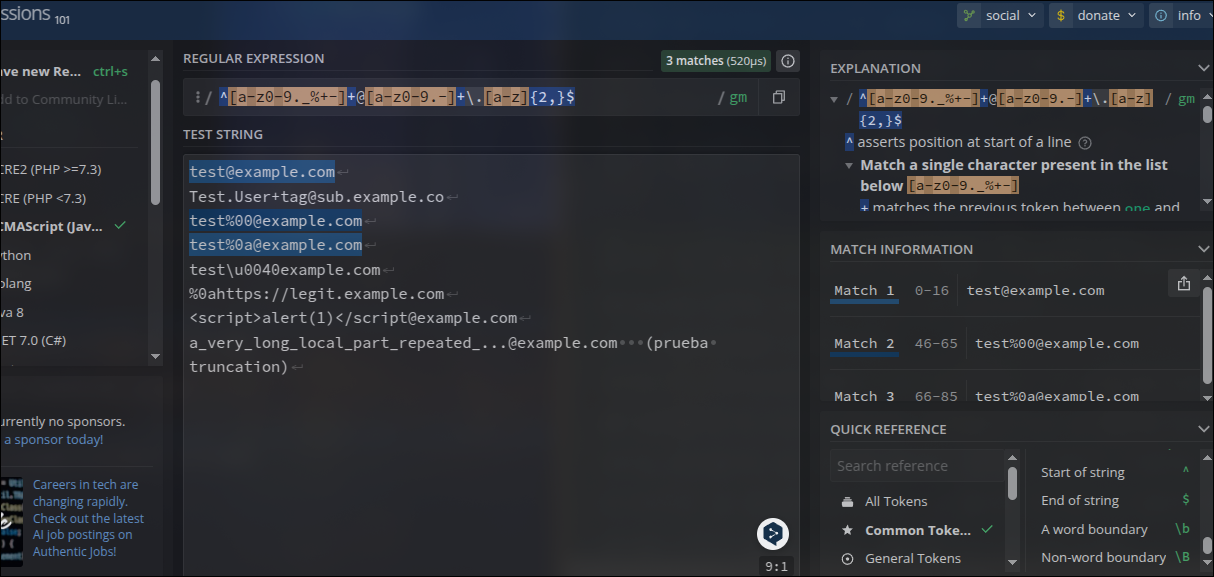 ssions 101
social
donate
info
ave new Re... ctrl+s
dd to Community Li...
R
CRE2 (PHP >=7.3)
CRE (PHP <7.3)
CMAScript (Jav...
ython
olang
va 8
ET 7.0 (C#)
urrently no sponsors.
a sponsor today!
Careers in tech are
changing rapidly.
Check out the latest
AI job postings on
Authentic Jobs!
REGULAR EXPRESSION
3 matches (520μs)
/ ^[a-z0-9._%+-]+@[a-z0-9.-]+\.[a-z]{2,}$ / gm
TEST STRING
test@example.com
Test.User+tag@sub.example.co
test%00@example.com
test%0a@example.com
test\u0040example.com
%0ahttps://legit.example.com
<script>alert(1)</script@example.com
a_very_long_local_part_repeated_...@example.com (prueba
truncation)
9:1
EXPLANATION
/ ^[a-z0-9._%+-]+@[a-z0-9.-]+\.[a-z] / gm
{2,}$
^ asserts position at start of a line
Match a single character present in the list
below [a-z0-9._%+-]
+ matches the previous token between one and
MATCH INFORMATION
Match 1 0-16 test@example.com
Match 2 46-65 test%00@example.com
Match 3 66-85 test%0a@example.com
QUICK REFERENCE
Search reference
All Tokens
Common Toke...
General Tokens
Start of string ^
End of string $
A word boundary \b
Non-word boundary \B